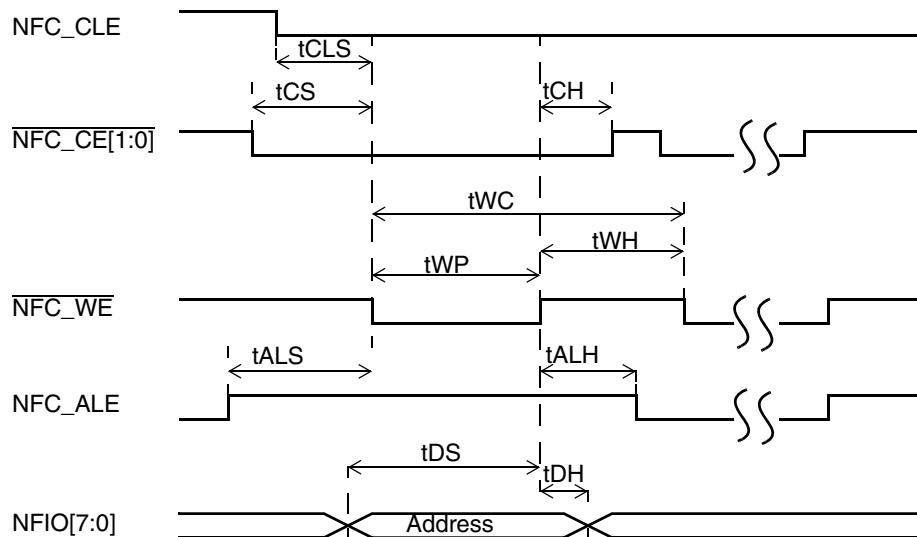 NFC_CLE
tCLS
tCS
tCH
NFC_CE[1:0]
tWC
tWH
tWP
NFC_WE
tALS
tALH
NFC_ALE
tDS
tDH
NFIO[7:0]
Address